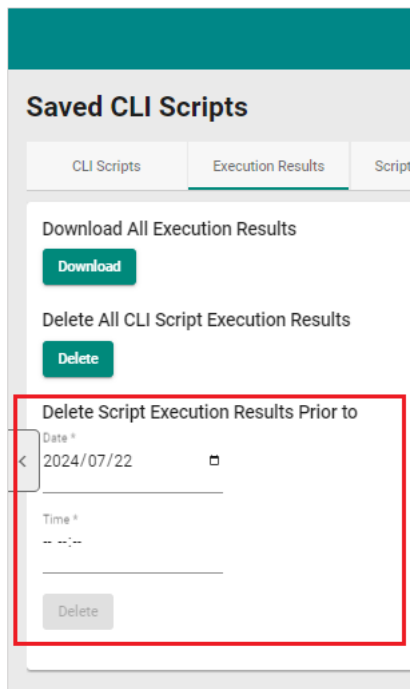 Saved CLI Scripts
CLI Scripts
Execution Results
Script
Download All Execution Results
Download
Delete All CLI Script Execution Results
Delete
Delete Script Execution Results Prior to
Date *
2024/07/22
Time *
-- --:--
Delete